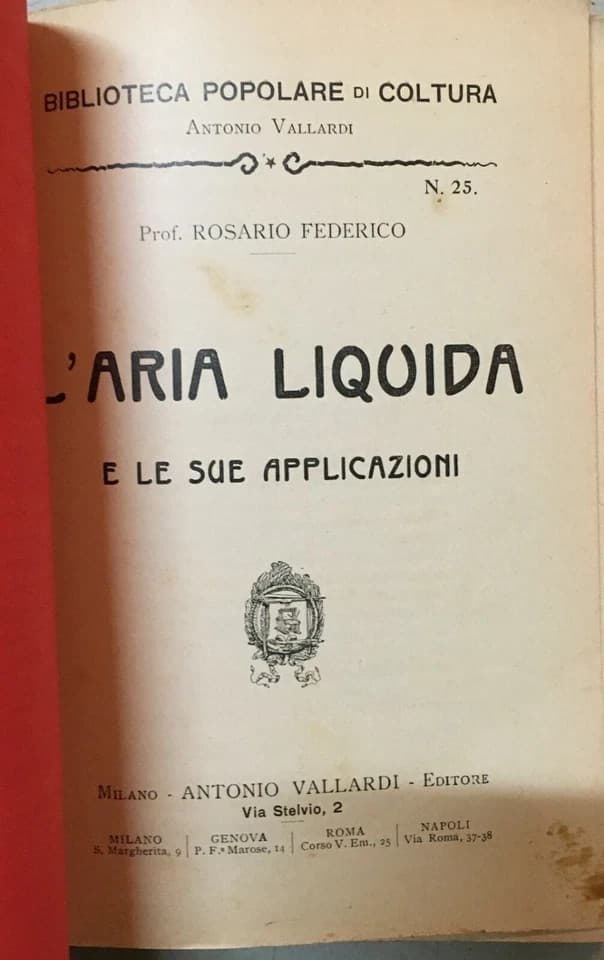 BIBLIOTECA POPOLARE DI COLTURA
ANTONIO VALLARDI
N. 25.
Prof. ROSARIO FEDERICO
L'ARIA LIQUIDA
E LE SUE APPLICAZIONI
MILANO - ANTONIO VALLARDI - EDITORE
Via Stelvio, 2
MILANO | GENOVA | ROMA | NAPOLI
S. Margherita, 9 | P. F.e Marose, 14 | Corso V. Em., 25 | Via Roma, 37-38